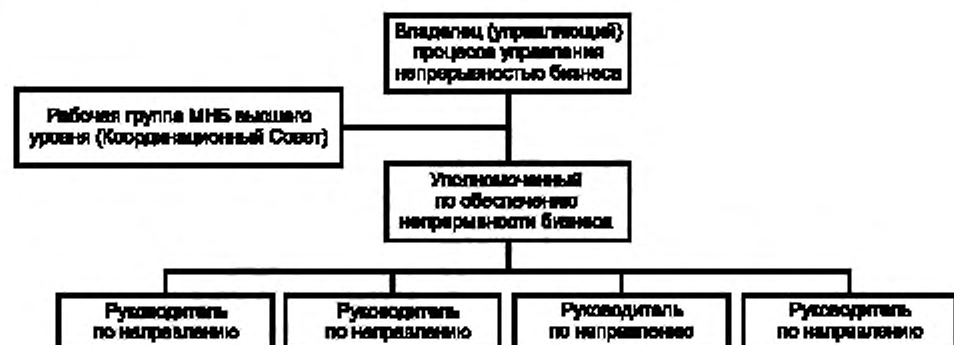 Владелец (управляющий)
процесса управления
непрерывностью бизнеса
Рабочая группа МНБ высшего
уровня (Координационный Совет)
Уполномоченный
по обеспечению
непрерывности бизнеса
Руководитель
по направлению
Руководитель
по направлению
Руководитель
по направлению
Руководитель
по направлению